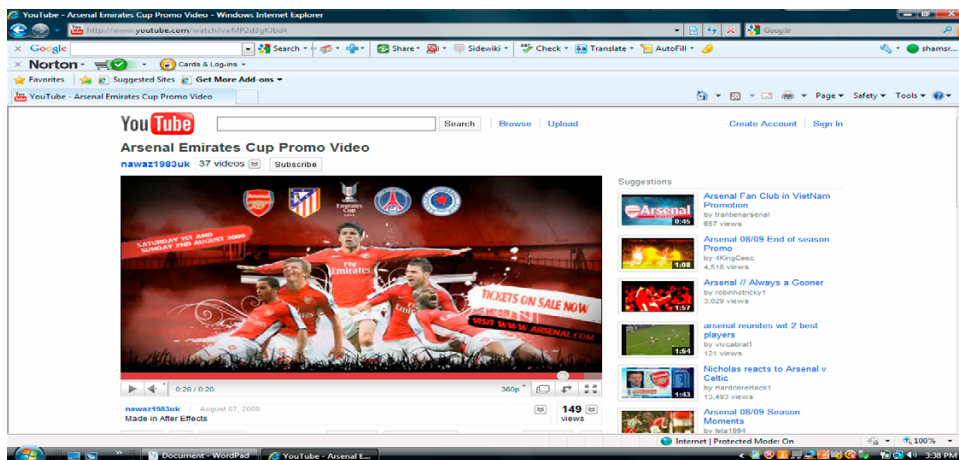 YouTube - Arsenal Emirates Cup Promo Video - Windows Internet Explorer
Google
Google Search Share Sidewiki Check Translate AutoFill shamsr...
Norton Cards & Log-ins
Favorites Suggested Sites Get More Add-ons
YouTube - Arsenal Emirates Cup Promo Video Page Safety Tools
YouTube Search Browse Upload Create Account Sign In
Arsenal Emirates Cup Promo Video
nawaz1983uk 37 videos Subscribe
SATURDAY 1ST AND
SUNDAY 2ND AUGUST 2009
Emirates
Cup
Fly
Emirates
TICKETS ON SALE NOW
VISIT WWW.ARSENAL.COM
0:20 / 0:20 360p
nawaz1983uk August 07, 2009 149
Made in After Effects views
Suggestions
Arsenal
0:45
Arsenal Fan Club in VietNam
Promotion
by trantienarsenal
657 views
1:08
Arsenal 08/09 End of season
Promo
by 4KingCesc
4,518 views
1:57
Arsenal // Always a Gooner
by robinhotricky1
3,029 views
1:54
arsenal reunites wit 2 best
players
by vivcabral1
121 views
1:43
Nicholas reacts to Arsenal v
Celtic
by HardcoreHack1
13,493 views
Arsenal 08/09 Season
Moments
by leta1994
Internet | Protected Mode: On 100%
Document - WordPad YouTube - Arsenal E... 3:38 PM